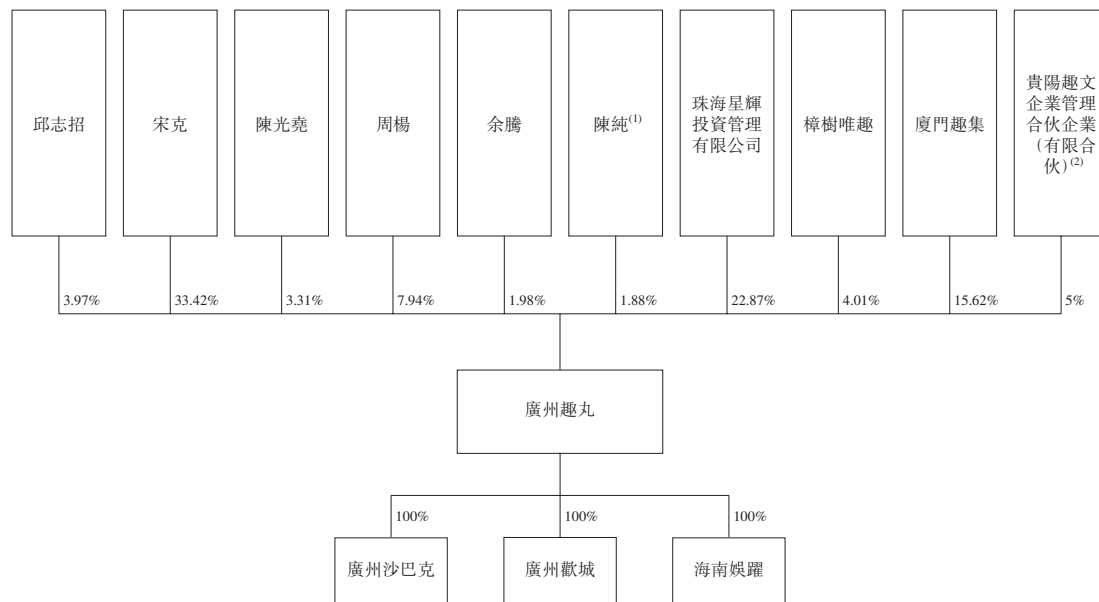 邱志招
宋克
陳光堯
周楊
余騰
陳純(1)
珠海星輝
投資管理
有限公司
樟樹唯趣
廈門趣集
貴陽趣文
企業管理
合伙企業
(有限合
伙)(2)
3.97%
33.42%
3.31%
7.94%
1.98%
1.88%
22.87%
4.01%
15.62%
5%
廣州趣丸
100%
100%
100%
廣州沙巴克
廣州歡城
海南娛躍